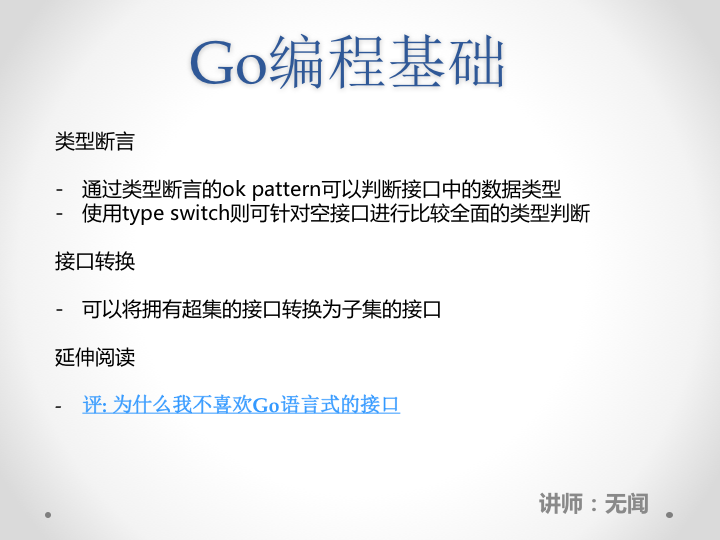 Go编程基础
类型断言
- 通过类型断言的ok pattern可以判断接口中的数据类型
- 使用type switch则可针对空接口进行比较全面的类型判断
接口转换
- 可以将拥有超集的接口转换为子集的接口
延伸阅读
- 评: 为什么我不喜欢Go语言式的接口
讲师：无闻